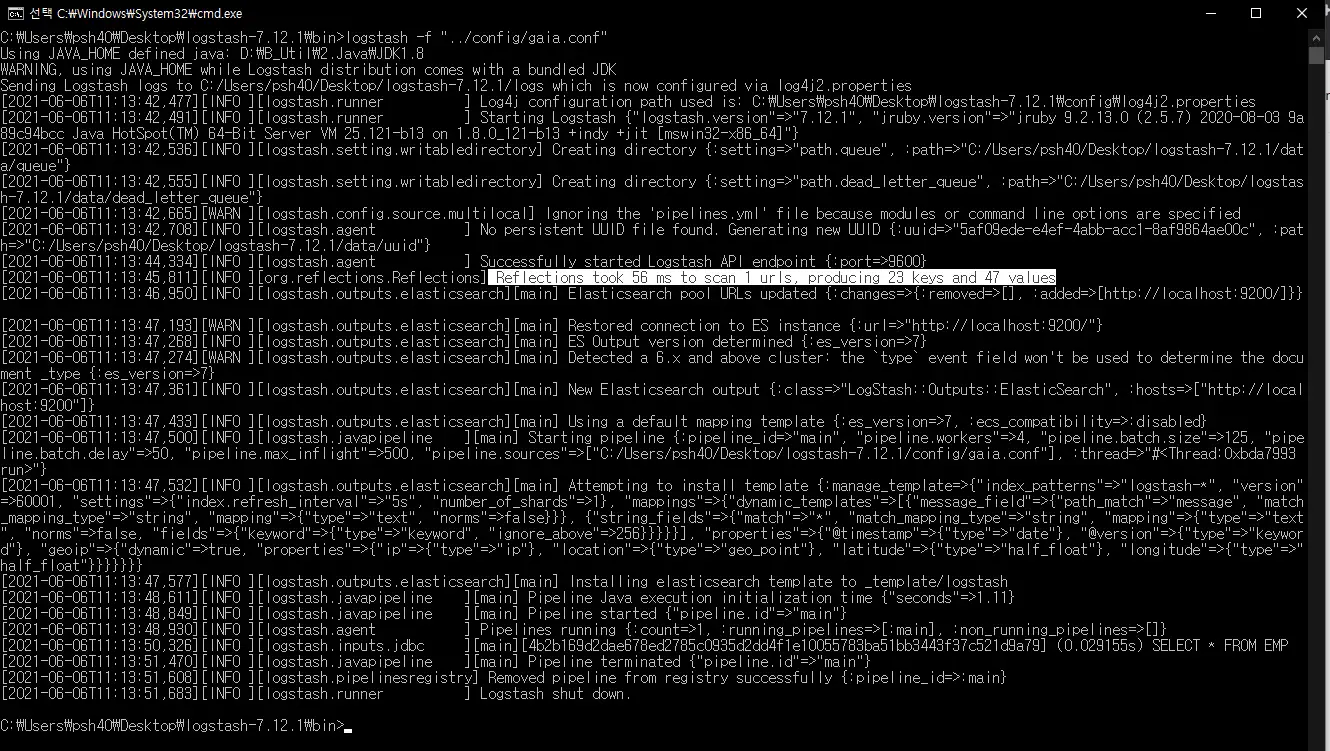 선택 C:₩Windows₩System32₩cmd.exe
C:₩Users₩psh40₩Desktop₩logstash-7.12.1₩bin>logstash -f "../config/gaia.conf"
Using JAVA_HOME defined java: D:₩B_Util₩2.Java₩JDK1.8
WARNING, using JAVA_HOME while Logstash distribution comes with a bundled JDK
Sending Logstash logs to C:/Users/psh40/Desktop/logstash-7.12.1/logs which is now configured via log4j2.properties
[2021-06-06T11:13:42,477][INFO ][logstash.runner          ] Log4j configuration path used is: C:₩Users₩psh40₩Desktop₩logstash-7.12.1₩config₩log4j2.properties
[2021-06-06T11:13:42,491][INFO ][logstash.runner          ] Starting Logstash {"logstash.version"=>"7.12.1", "jruby.version"=>"jruby 9.2.13.0 (2.5.7) 2020-08-03 9a
89c94bcc Java HotSpot(TM) 64-Bit Server VM 25.121-b13 on 1.8.0_121-b13 +indy +jit [mswin32-x86_64]"}
[2021-06-06T11:13:42,536][INFO ][logstash.setting.writabledirectory] Creating directory {:setting=>"path.queue", :path=>"C:/Users/psh40/Desktop/logstash-7.12.1/dat
a/queue"}
[2021-06-06T11:13:42,555][INFO ][logstash.setting.writabledirectory] Creating directory {:setting=>"path.dead_letter_queue", :path=>"C:/Users/psh40/Desktop/logstas
h-7.12.1/data/dead_letter_queue"}
[2021-06-06T11:13:42,665][WARN ][logstash.config.source.multilocal] Ignoring the 'pipelines.yml' file because modules or command line options are specified
[2021-06-06T11:13:42,708][INFO ][logstash.agent           ] No persistent UUID file found. Generating new UUID {:uuid=>"5af09ede-e4ef-4abb-acc1-8af9864ae00c", :pat
h=>"C:/Users/psh40/Desktop/logstash-7.12.1/data/uuid"}
[2021-06-06T11:13:44,334][INFO ][logstash.agent           ] Successfully started Logstash API endpoint {:port=>9600}
[2021-06-06T11:13:45,811][INFO ][org.reflections.Reflections] Reflections took 56 ms to scan 1 urls, producing 23 keys and 47 values
[2021-06-06T11:13:46,950][INFO ][logstash.outputs.elasticsearch][main] Elasticsearch pool URLs updated {:changes=>{:removed=>[], :added=>[http://localhost:9200/]}}
[2021-06-06T11:13:47,193][WARN ][logstash.outputs.elasticsearch][main] Restored connection to ES instance {:url=>"http://localhost:9200/"}
[2021-06-06T11:13:47,268][INFO ][logstash.outputs.elasticsearch][main] ES Output version determined {:es_version=>7}
[2021-06-06T11:13:47,274][WARN ][logstash.outputs.elasticsearch][main] Detected a 6.x and above cluster: the `type` event field won't be used to determine the docu
ment _type {:es_version=>7}
[2021-06-06T11:13:47,361][INFO ][logstash.outputs.elasticsearch][main] New Elasticsearch output {:class=>"LogStash::Outputs::ElasticSearch", :hosts=>["http://local
host:9200"]}
[2021-06-06T11:13:47,433][INFO ][logstash.outputs.elasticsearch][main] Using a default mapping template {:es_version=>7, :ecs_compatibility=>:disabled}
[2021-06-06T11:13:47,500][INFO ][logstash.javapipeline    ][main] Starting pipeline {:pipeline_id=>"main", "pipeline.workers"=>4, "pipeline.batch.size"=>125, "pipe
line.batch.delay"=>50, "pipeline.max_inflight"=>500, "pipeline.sources"=>["C:/Users/psh40/Desktop/logstash-7.12.1/config/gaia.conf"], :thread=>"#<Thread:0xbda7993
run>"}
[2021-06-06T11:13:47,532][INFO ][logstash.outputs.elasticsearch][main] Attempting to install template {:manage_template=>{"index_patterns"=>"logstash-*", "version"
=>60001, "settings"=>{"index.refresh_interval"=>"5s", "number_of_shards"=>1}, "mappings"=>{"dynamic_templates"=>[{"message_field"=>{"path_match"=>"message", "match
_mapping_type"=>"string", "mapping"=>{"type"=>"text", "norms"=>false}}}, {"string_fields"=>{"match"=>"*", "match_mapping_type"=>"string", "mapping"=>{"type"=>"text
", "norms"=>false, "fields"=>{"keyword"=>{"type"=>"keyword", "ignore_above"=>256}}}}}], "properties"=>{"@timestamp"=>{"type"=>"date"}, "@version"=>{"type"=>"keywor
d"}, "geoip"=>{"dynamic"=>true, "properties"=>{"ip"=>{"type"=>"ip"}, "location"=>{"type"=>"geo_point"}, "latitude"=>{"type"=>"half_float"}, "longitude"=>{"type"=>"
half_float"}}}}}}}
[2021-06-06T11:13:47,577][INFO ][logstash.outputs.elasticsearch][main] Installing elasticsearch template to _template/logstash
[2021-06-06T11:13:48,611][INFO ][logstash.javapipeline    ][main] Pipeline Java execution initialization time {"seconds"=>1.11}
[2021-06-06T11:13:48,849][INFO ][logstash.javapipeline    ][main] Pipeline started {"pipeline.id"=>"main"}
[2021-06-06T11:13:48,930][INFO ][logstash.agent           ] Pipelines running {:count=>1, :running_pipelines=>[:main], :non_running_pipelines=>[]}
[2021-06-06T11:13:50,326][INFO ][logstash.inputs.jdbc     ][main][4b2b169d2dae678ed2785c0935d2dd4f1e10055783ba51bb3443f37c521d9a79] (0.029155s) SELECT * FROM EMP
[2021-06-06T11:13:51,470][INFO ][logstash.javapipeline    ][main] Pipeline terminated {"pipeline.id"=>"main"}
[2021-06-06T11:13:51,608][INFO ][logstash.pipelinesregistry] Removed pipeline from registry successfully {:pipeline_id=>:main}
[2021-06-06T11:13:51,683][INFO ][logstash.runner          ] Logstash shut down.
C:₩Users₩psh40₩Desktop₩logstash-7.12.1₩bin>